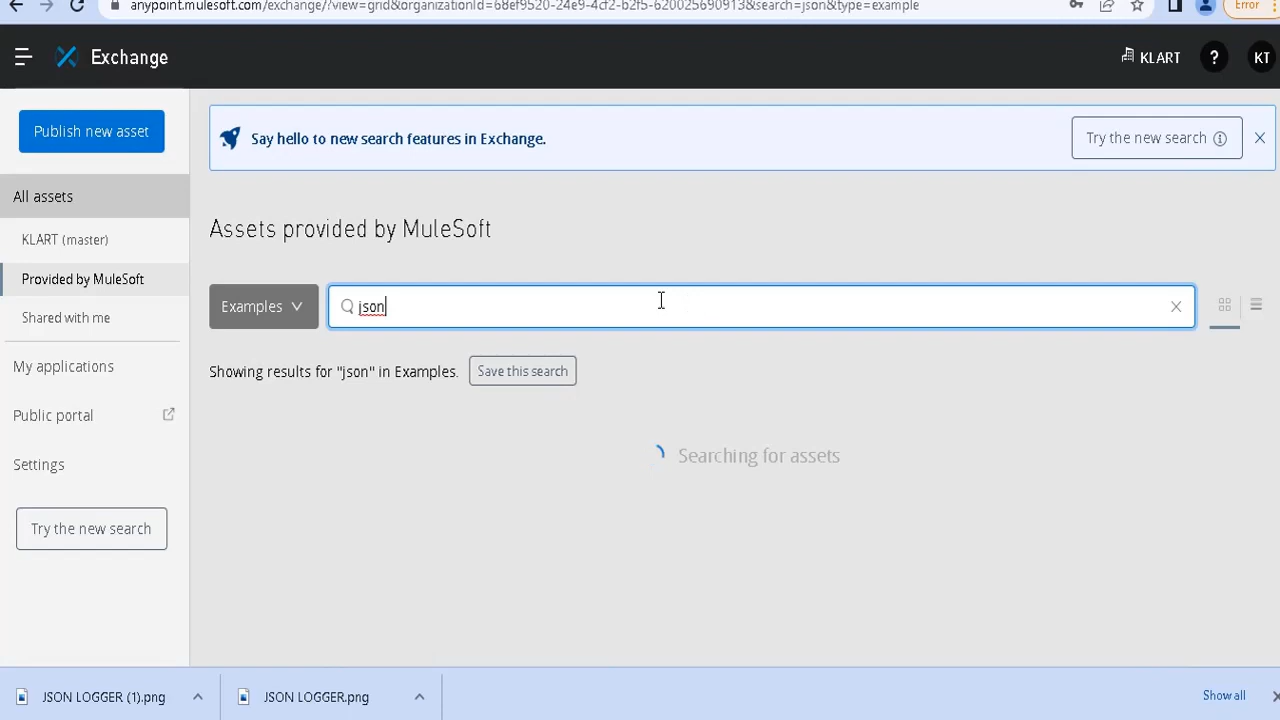 anypoint.mulesoft.com/exchange/?view=grid&organizationId=68ef9520-24e9-4cf2-b2f5-620025690913&search=json&type=example
Error
Exchange
KLART
?
KT
Publish new asset
Say hello to new search features in Exchange.
Try the new search
All assets
KLART (master)
Provided by MuleSoft
Shared with me
My applications
Public portal
Settings
Try the new search
Assets provided by MuleSoft
Examples
json
Showing results for "json" in Examples.
Save this search
Searching for assets
JSON LOGGER (1).png
JSON LOGGER.png
Show all